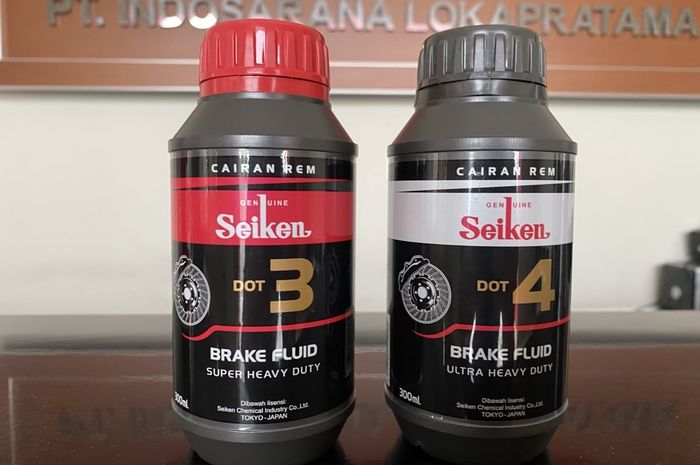 PT. INDOSARANA LOKAPRATAMA
CAIRAN REM
GENUINE
Seiken
DOT 3
BRAKE FLUID
SUPER HEAVY DUTY
300mL
Dibawah lisensi:
Seiken Chemical Industry Co.,Ltd.
TOKYO-JAPAN
CAIRAN REM
GENUINE
Seiken
DOT 4
BRAKE FLUID
ULTRA HEAVY DUTY
300mL
Dibawah lisensi:
Seiken Chemical Industry Co.,Ltd.
TOKYO-JAPAN